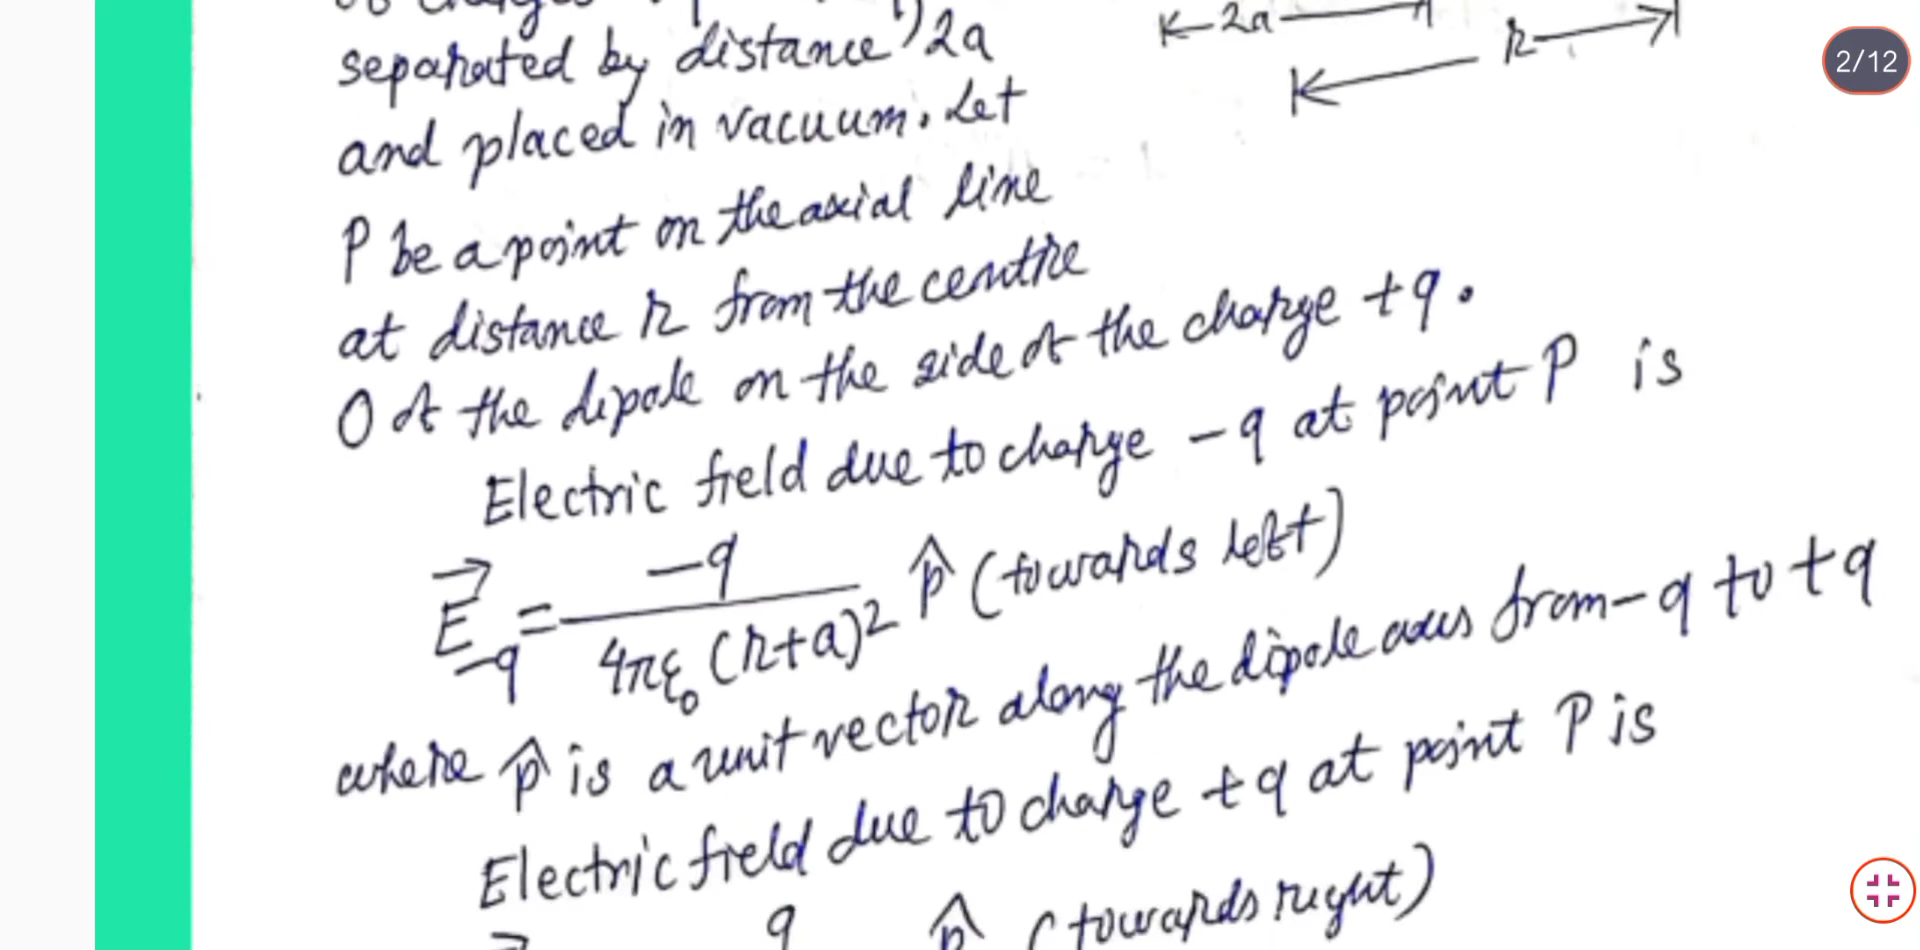 2a
r
2/12
separated by distance 2a
and placed in vacuum. Let
P be a point on the axial line
at distance r from the centre
O of the dipole on the side of the charge +q.
Electric field due to charge -q at point P is
E⃗_-q = -q / 4πε₀(r+a)² p̂ (towards left)
where p̂ is a unit vector along the dipole axis from -q to +q
Electric field due to charge +q at point P is
q p̂ (towards right)